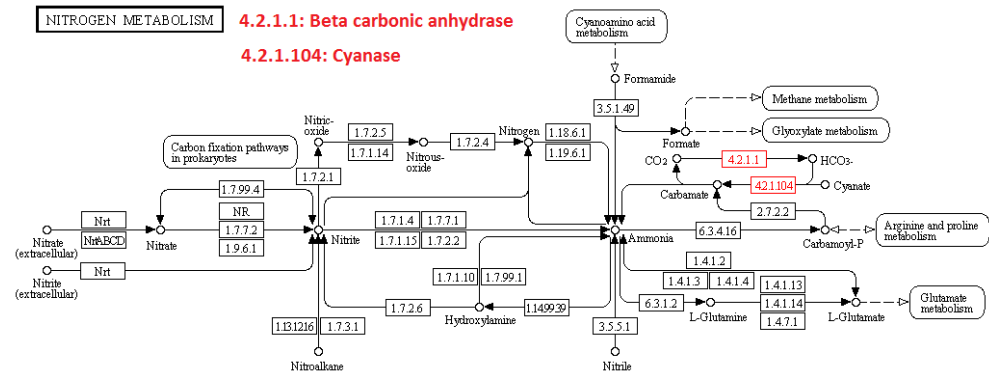 NITROGEN METABOLISM
4.2.1.1: Beta carbonic anhydrase
4.2.1.104: Cyanase
Cyanoamino acid
metabolism
Formamide
3.5.1.49
Methane metabolism
Formate
Glyoxylate metabolism
Carbon fixation pathways
in prokaryotes
Nitric-
oxide
1.7.2.5
1.7.1.14
Nitrous-
oxide
1.7.2.4
Nitrogen
1.18.6.1
1.19.6.1
1.7.2.1
CO2
4.2.1.1
HCO3-
Carbamate
4.2.1.104
Cyanate
2.7.2.2
1.7.99.4
Nrt
NrtABCD
Nitrate
(extracellular)
Nitrate
NR
1.7.7.2
1.9.6.1
Nitrite
1.7.1.4
1.7.7.1
1.7.1.15
1.7.2.2
Ammonia
6.3.4.16
Carbamoyl-P
Arginine and proline
metabolism
Nrt
Nitrite
(extracellular)
1.7.1.10
1.7.99.1
1.4.1.2
1.4.1.3
1.4.1.4
1.4.1.13
1.4.1.14
1.4.7.1
6.3.1.2
L-Glutamine
L-Glutamate
Glutamate
metabolism
1.7.2.6
Hydroxylamine
1.14.99.39
1.13.12.16
1.7.3.1
3.5.5.1
Nitroalkane
Nitrile